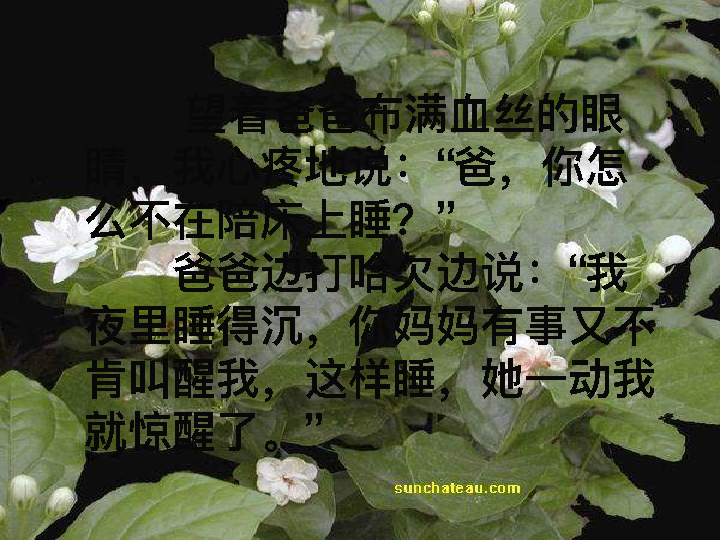 望着爸爸布满血丝的眼
睛，我心疼地说：“爸，你怎
么不在陪床上睡？”
爸爸边打哈欠边说：“我
夜里睡得沉，你妈妈有事又不
肯叫醒我，这样睡，她一动我
就惊醒了。”
sunchateau.com